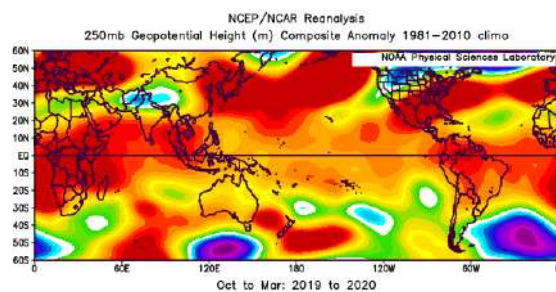 NCEP/NCAR Reanalysis
250mb Geopotential Height (m) Composite Anomaly 1981-2010 climo
NOAA Physical Sciences Laboratory
60N
50N
40N
30N
20N
10N
EQ
10S
20S
30S
40S
50S
60S
0 60E 120E 180 120W 60W
Oct to Mar: 2019 to 2020